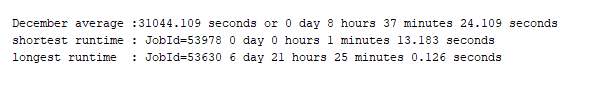 December average :31044.109 seconds or 0 day 8 hours 37 minutes 24.109 seconds
shortest runtime : JobId=53978 0 day 0 hours 1 minutes 13.183 seconds
longest runtime  : JobId=53630 6 day 21 hours 25 minutes 0.126 seconds